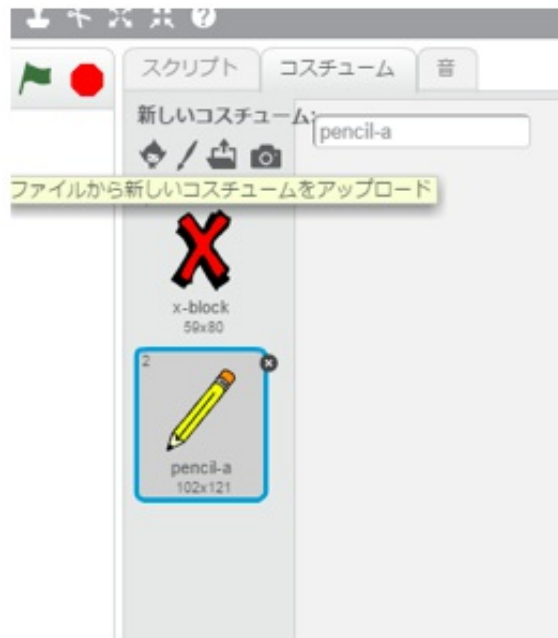 スクリプト
コスチューム
音
新しいコスチューム:
pencil-a
ファイルから新しいコスチュームをアップロード
x-block
59x80
2
pencil-a
102x121